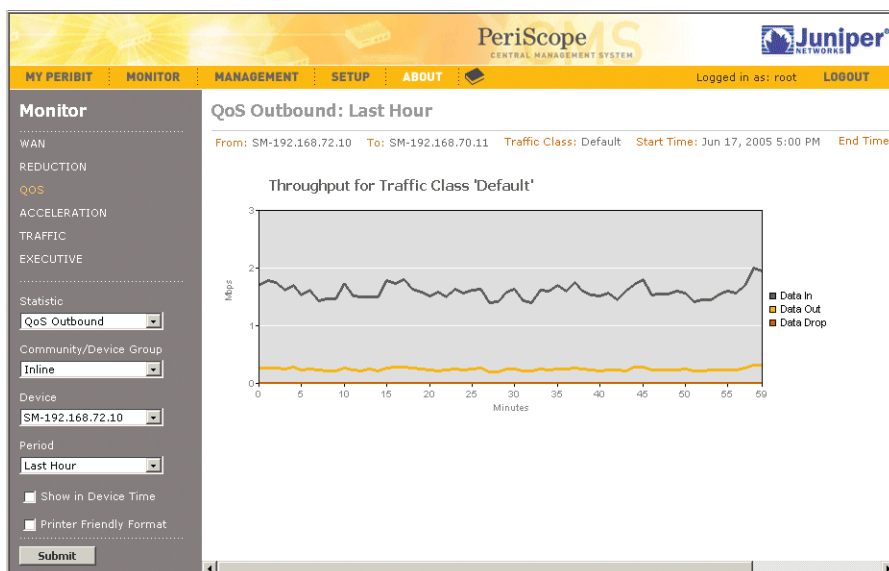 PeriScope
CENTRAL MANAGEMENT SYSTEM
CMS
Juniper®
NETWORKS
MY PERIBIT MONITOR MANAGEMENT SETUP ABOUT Logged in as: root LOGOUT
Monitor
WAN
REDUCTION
QOS
ACCELERATION
TRAFFIC
EXECUTIVE
Statistic
QoS Outbound
Community/Device Group
Inline
Device
SM-192.168.72.10
Period
Last Hour
Show in Device Time
Printer Friendly Format
Submit
QoS Outbound: Last Hour
From: SM-192.168.72.10 To: SM-192.168.70.11 Traffic Class: Default Start Time: Jun 17, 2005 5:00 PM End Time
Throughput for Traffic Class 'Default'
3
2
1
0
Mbps
0 5 10 15 20 25 30 35 40 45 50 55 59
Minutes
Data In
Data Out
Data Drop